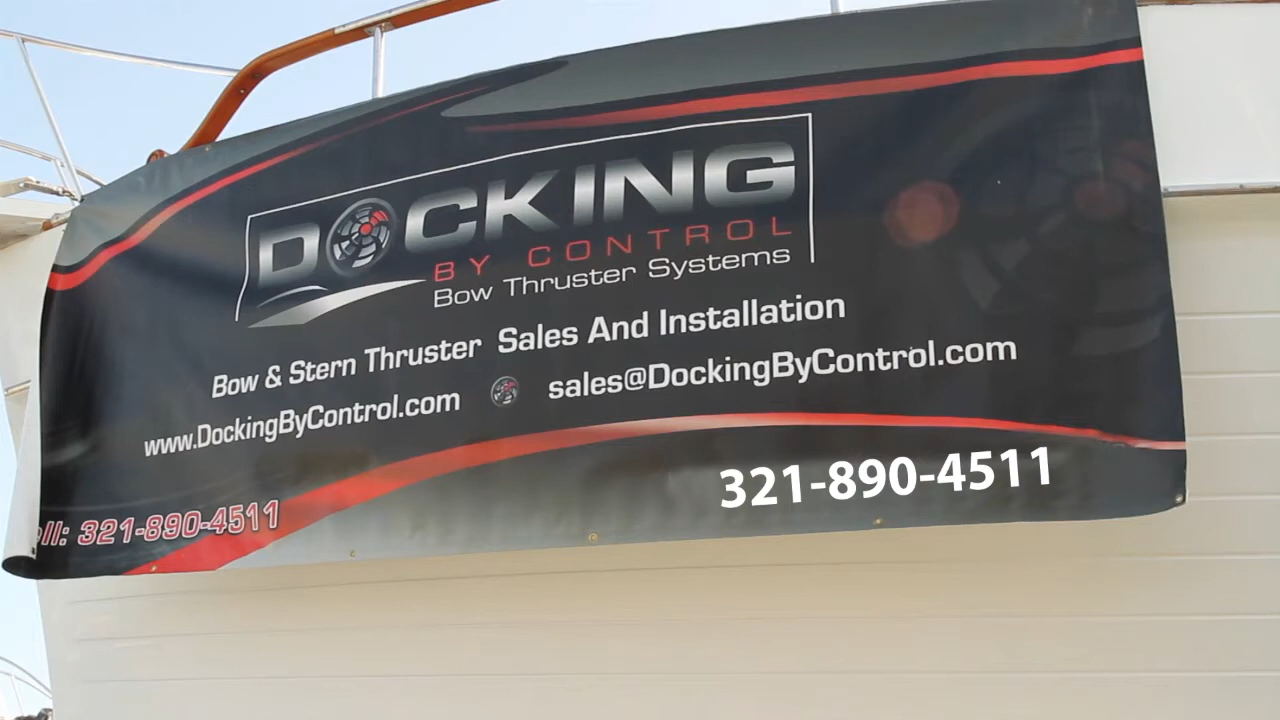 DOCKING
BY CONTROL
Bow Thruster Systems
Bow & Stern Thruster Sales And Installation
www.DockingByControl.com sales@DockingByControl.com
321-890-4511
ll: 321-890-4511